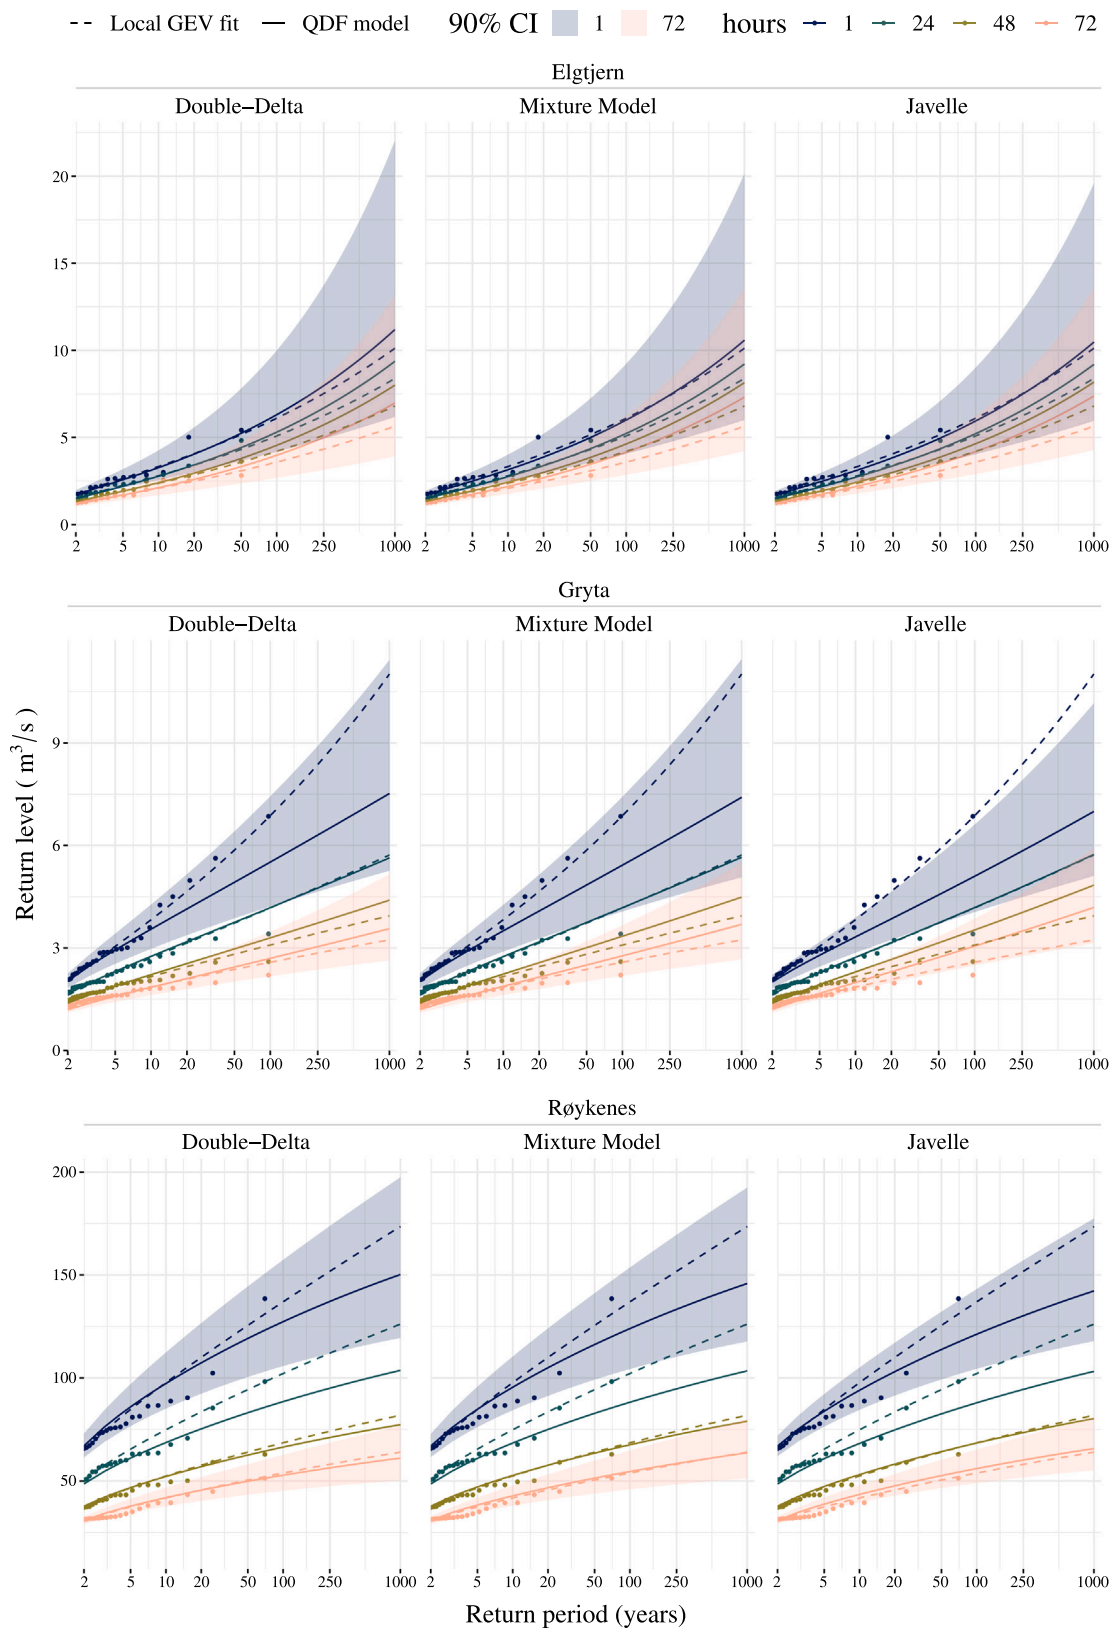 Local GEV fit QDF model 90% CI 1 72 hours 1 24 48 72
Elgtjern
Double−Delta Mixture Model Javelle
20
15
10
5
0
2 5 10 20 50 100 250 1000 2 5 10 20 50 100 250 1000 2 5 10 20 50 100 250 1000
Gryta
Double−Delta Mixture Model Javelle
Return level ( m³/s )
9
6
3
0
2 5 10 20 50 100 250 1000 2 5 10 20 50 100 250 1000 2 5 10 20 50 100 250 1000
Røykenes
Double−Delta Mixture Model Javelle
200
150
100
50
2 5 10 20 50 100 250 1000 2 5 10 20 50 100 250 1000 2 5 10 20 50 100 250 1000
Return period (years)